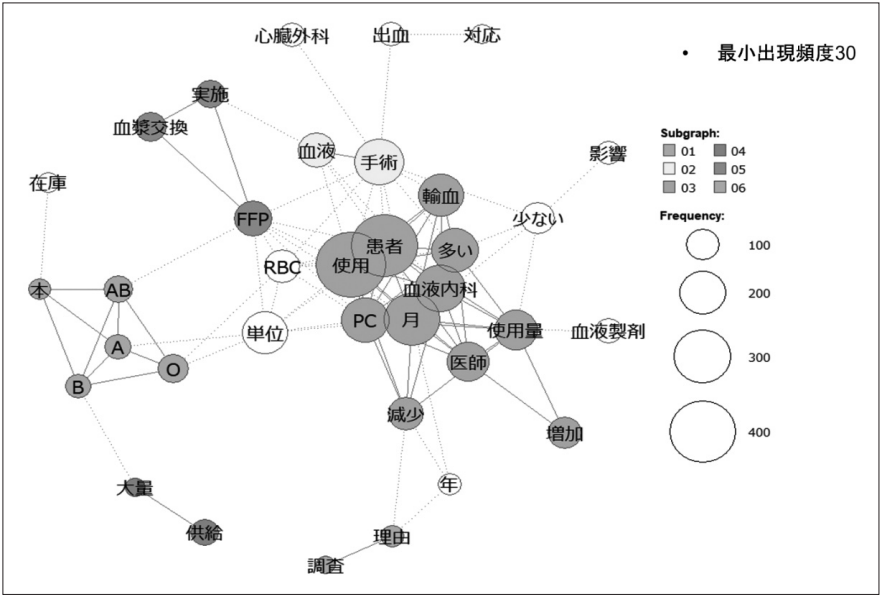 心臓外科
出血
対応
• 最小出現頻度30
実施
血漿交換
血液
手術
影響
在庫
輸血
FFP
少ない
患者
多い
使用
RBC
本
AB
血液内科
PC
月
単位
使用量
血液製剤
A
O
B
医師
減少
増加
大量
年
供給
理由
調査
Subgraph:
01 04
02 05
03 06
Frequency:
100
200
300
400